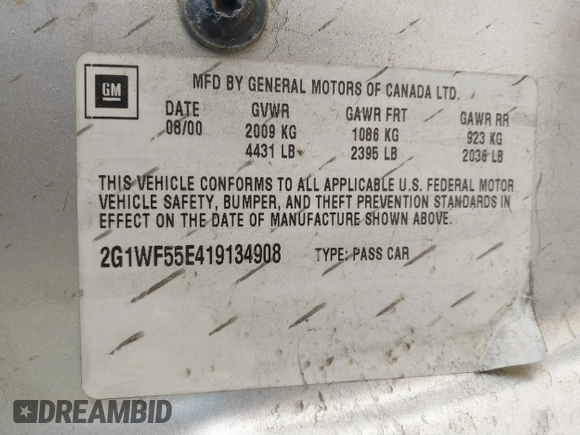 GM
MFD BY GENERAL MOTORS OF CANADA LTD.
DATE GVWR GAWR FRT GAWR RR
08/00 2009 KG 1086 KG 923 KG
4431 LB 2395 LB 2036 LB
THIS VEHICLE CONFORMS TO ALL APPLICABLE U.S. FEDERAL MOTOR
VEHICLE SAFETY, BUMPER, AND THEFT PREVENTION STANDARDS IN
EFFECT ON THE DATE OF MANUFACTURE SHOWN ABOVE.
2G1WF55E419134908 TYPE: PASS CAR
DREAMBID